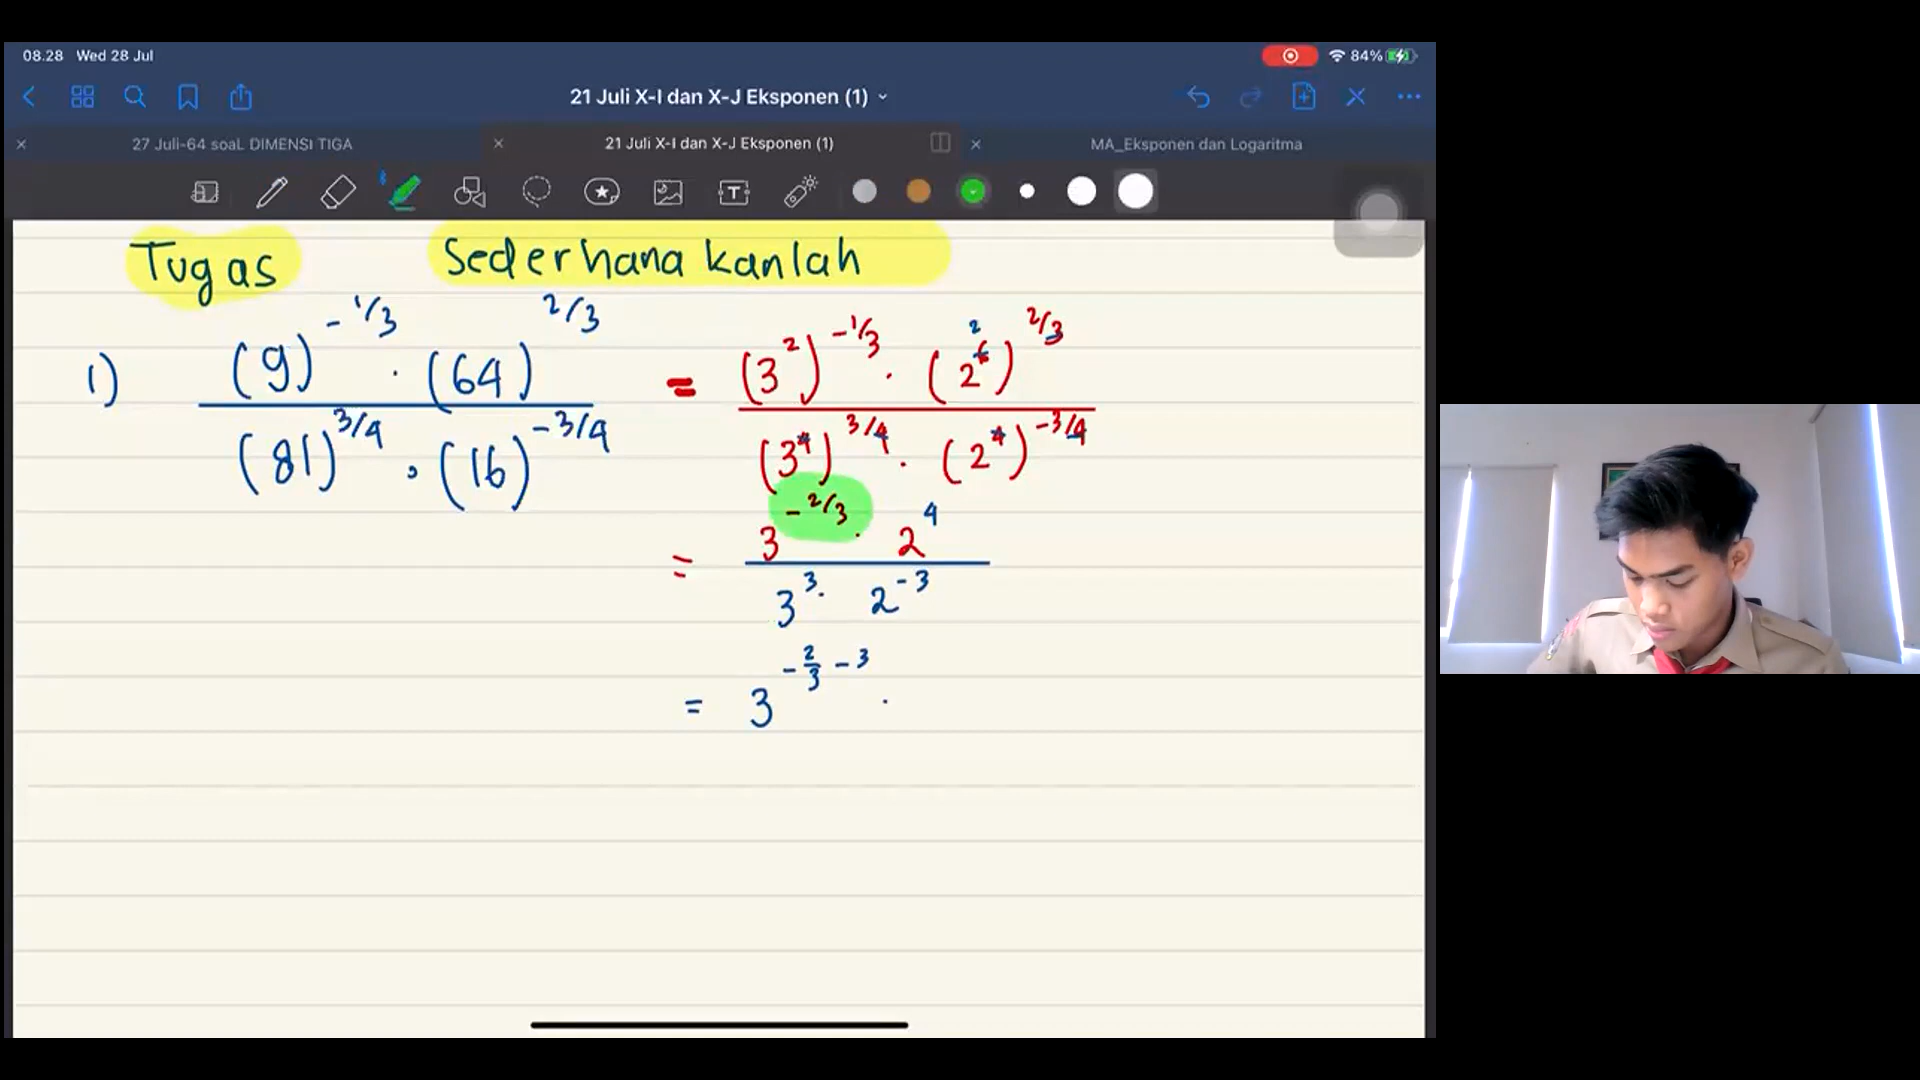 08.28 Wed 28 Jul
84%
21 Juli X-I dan X-J Eksponen (1)
27 Juli-64 soaL DIMENSI TIGA
21 Juli X-I dan X-J Eksponen (1)
MA_Eksponen dan Logaritma
Tugas Sederhanakanlah
1) (9)^-1/3 · (64)^2/3 = (3^2)^-1/3 · (2^6)^2/3
(81)^3/4 · (16)^-3/4 (3^4)^3/4 · (2^4)^-3/4
= 3^-2/3 · 2^4
3^3 · 2^-3
= 3^-2/3-3 ·